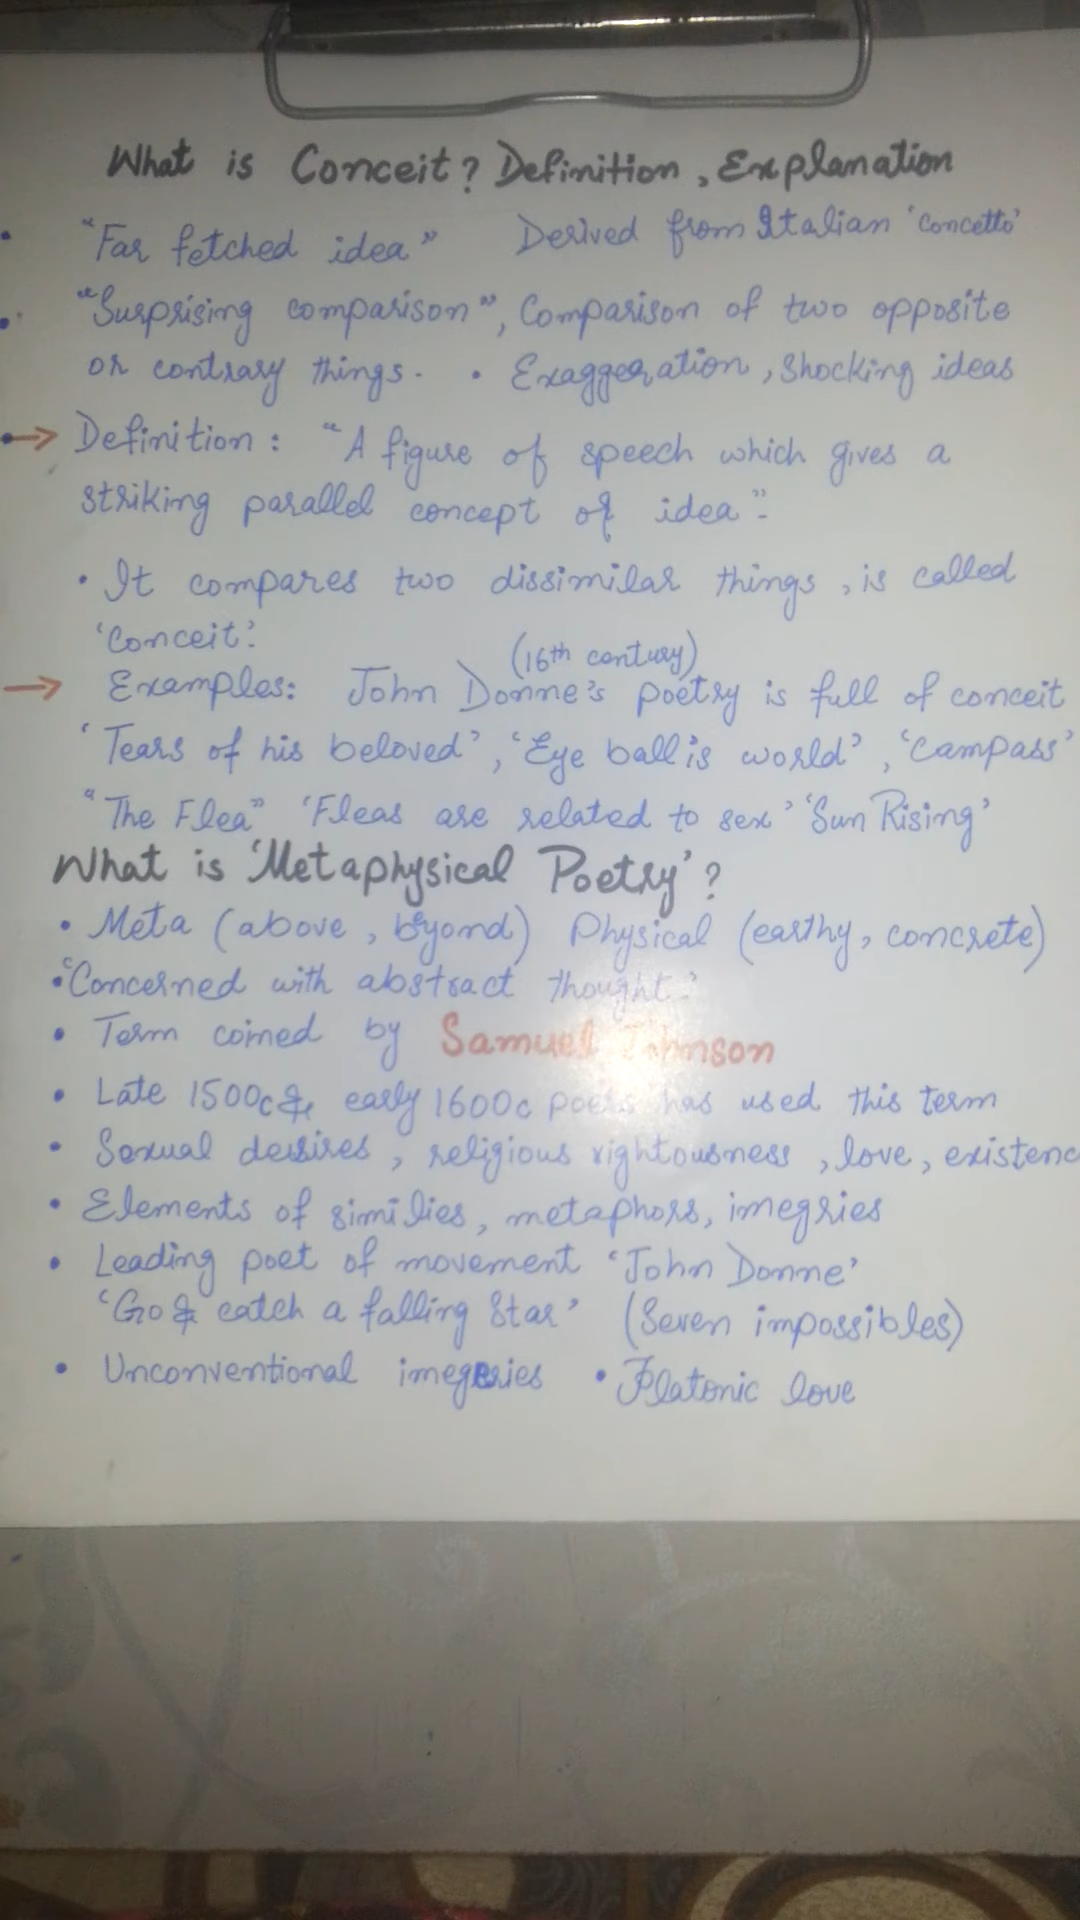 What is Conceit? Definition, Explanation
• "Far fetched idea" Derived from Italian 'Concetto'
• "Surprising comparison", Comparison of two opposite
or contrary things. • Exaggeration, Shocking ideas
•→ Definition: "A figure of speech which gives a
striking parallel concept of idea".
• It compares two dissimilar things, is called
'Conceit'.
(16th century)
→ Examples: John Donne's poetry is full of conceit
'Tears of his beloved', 'Eye ball is world', 'Campass'
"The Flea" 'Fleas are related to sex' 'Sun Rising'
What is 'Metaphysical Poetry'?
• Meta (above, beyond) Physical (earthy, concrete)
• 'Concerned with abstract thought.'
• Term coined by Samuel Johnson
• Late 1500c & early 1600c poets has used this term
• Sexual desires, religious rightousness, love, existenc
• Elements of similies, metaphors, imegries
• Leading poet of movement 'John Donne'
'Go & catch a falling Star' (Seven impossibles)
• Unconventional imegeries • Platonic love